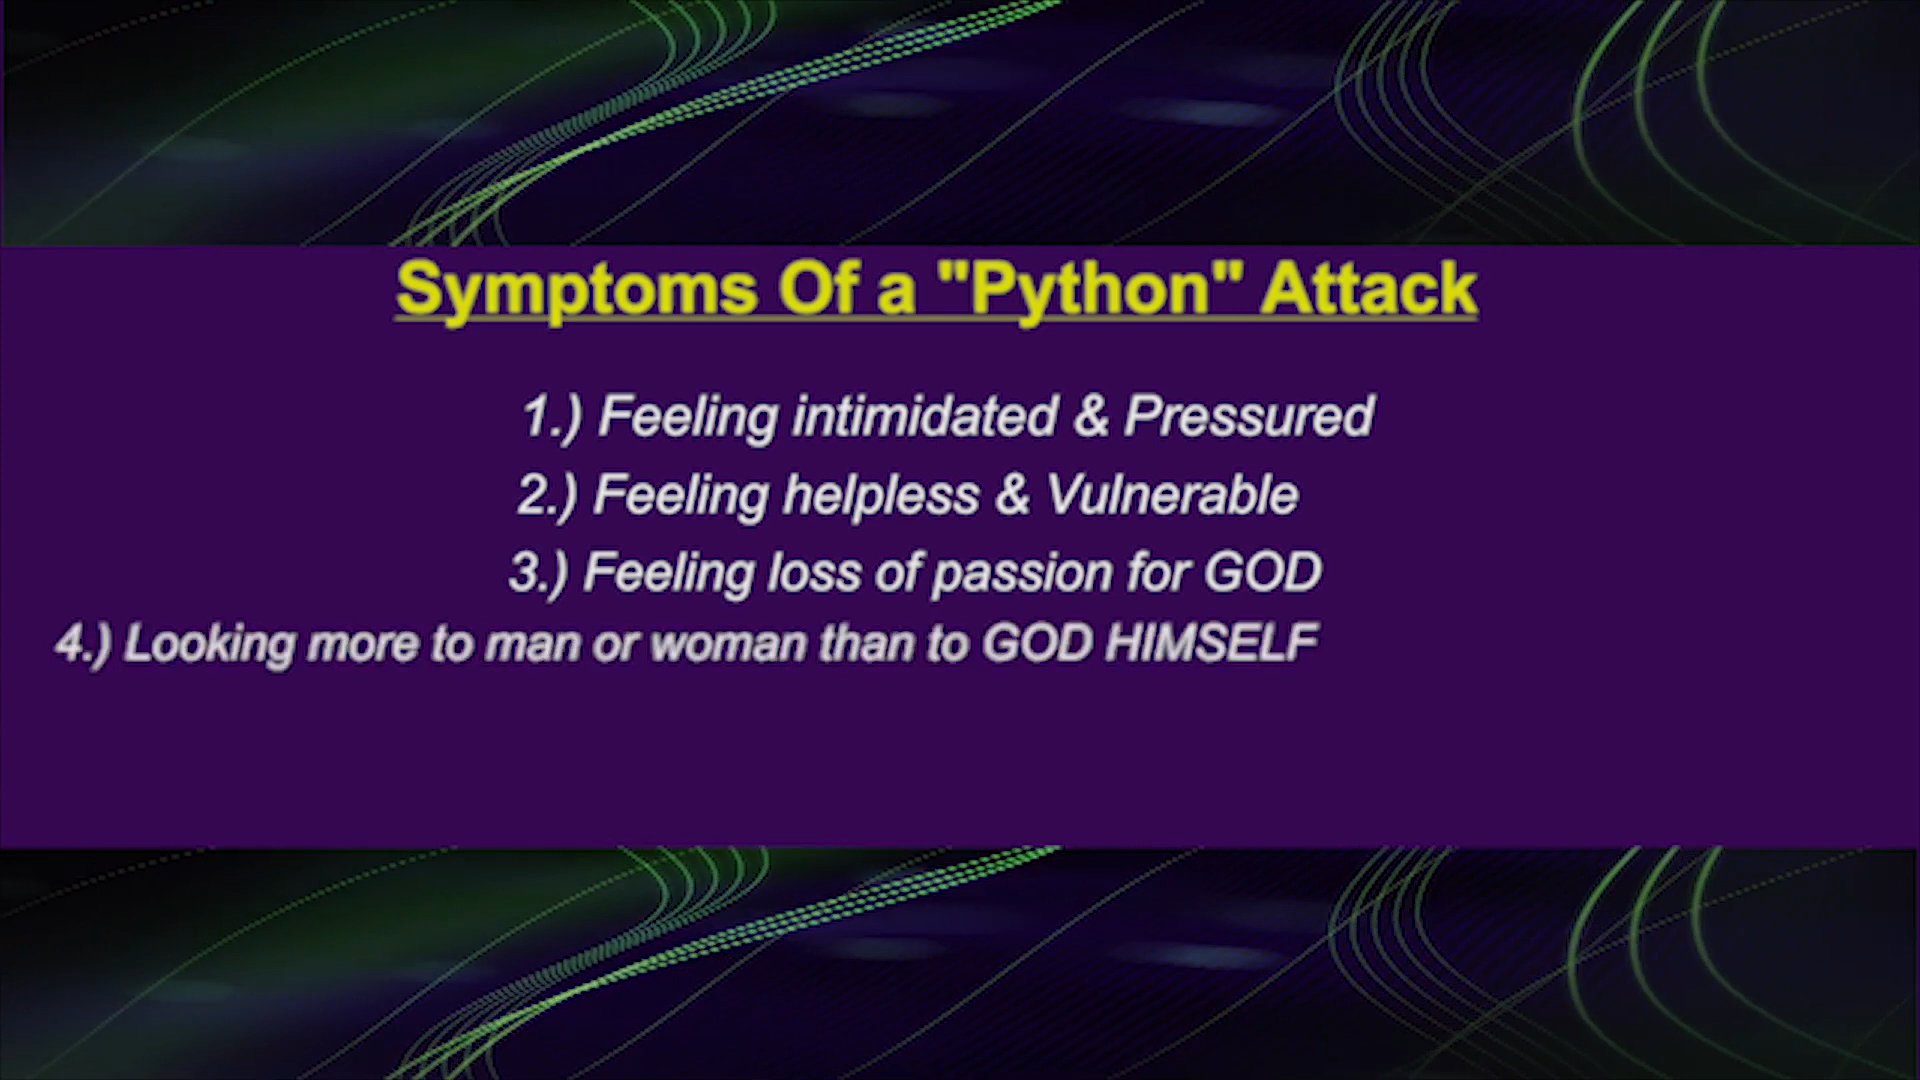 Symptoms Of a "Python" Attack
1.) Feeling intimidated & Pressured
2.) Feeling helpless & Vulnerable
3.) Feeling loss of passion for GOD
4.) Looking more to man or woman than to GOD HIMSELF